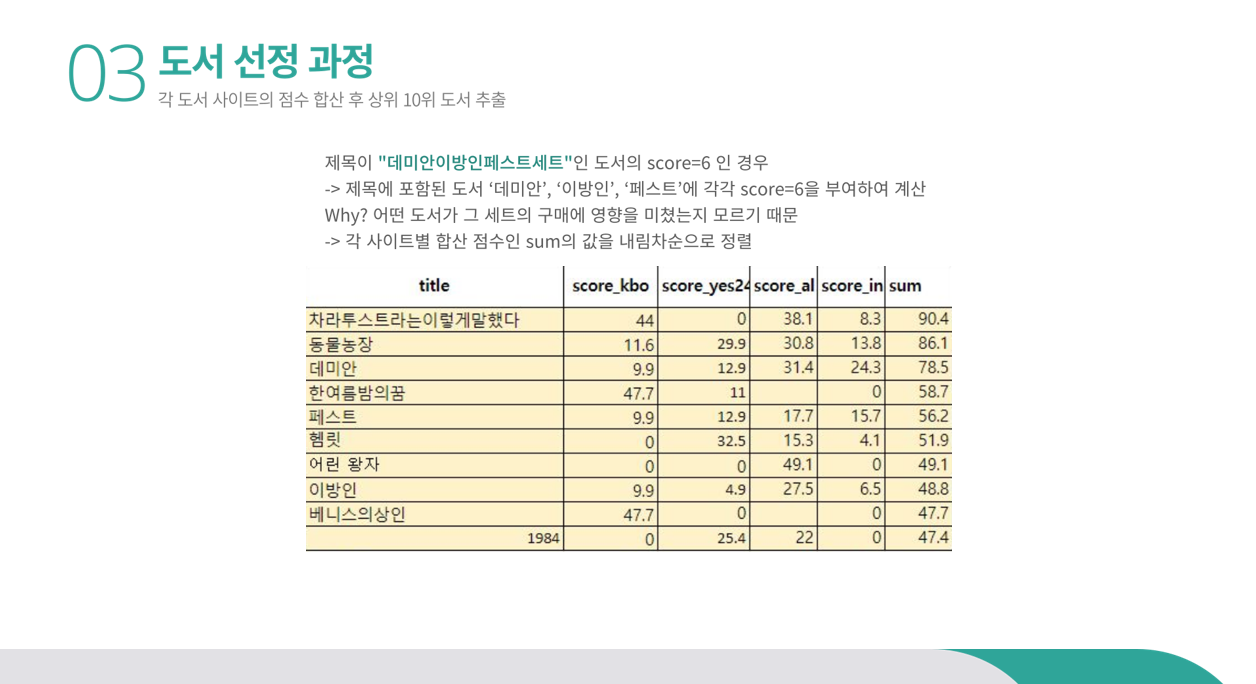 03 도서 선정 과정
각 도서 사이트의 점수 합산 후 상위 10위 도서 추출
제목이 "데미안이방인페스트세트"인 도서의 score=6 인 경우
-> 제목에 포함된 도서 ‘데미안’, ‘이방인’, ‘페스트’에 각각 score=6을 부여하여 계산
Why? 어떤 도서가 그 세트의 구매에 영향을 미쳤는지 모르기 때문
-> 각 사이트별 합산 점수인 sum의 값을 내림차순으로 정렬
title score_kbo score_yes24 score_al score_in sum
차라투스트라는이렇게말했다 44 0 38.1 8.3 90.4
동물농장 11.6 29.9 30.8 13.8 86.1
데미안 9.9 12.9 31.4 24.3 78.5
한여름밤의꿈 47.7 11 0 58.7
페스트 9.9 12.9 17.7 15.7 56.2
헴릿 0 32.5 15.3 4.1 51.9
어린 왕자 0 0 49.1 0 49.1
이방인 9.9 4.9 27.5 6.5 48.8
베니스의상인 47.7 0 0 47.7
1984 0 25.4 22 0 47.4